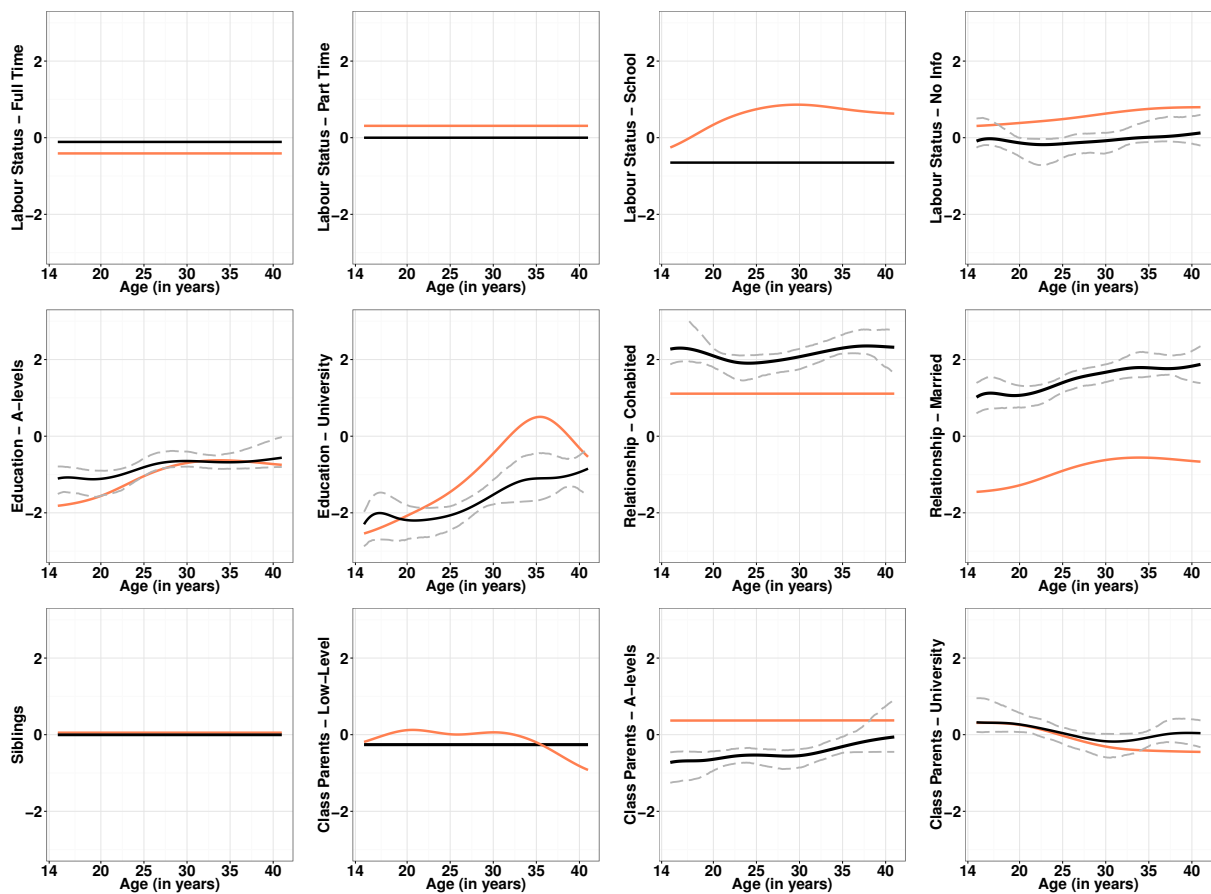 Labour Status – Full Time
2
0
−2
14 20 25 30 35 40
Age (in years)
Labour Status – Part Time
2
0
−2
14 20 25 30 35 40
Age (in years)
Labour Status – School
2
0
−2
14 20 25 30 35 40
Age (in years)
Labour Status – No Info
2
0
−2
14 20 25 30 35 40
Age (in years)
Education – A−levels
2
0
−2
14 20 25 30 35 40
Age (in years)
Education – University
2
0
−2
14 20 25 30 35 40
Age (in years)
Relationship – Cohabited
2
0
−2
14 20 25 30 35 40
Age (in years)
Relationship – Married
2
0
−2
14 20 25 30 35 40
Age (in years)
Siblings
2
0
−2
14 20 25 30 35 40
Age (in years)
Class Parents – Low−Level
2
0
−2
14 20 25 30 35 40
Age (in years)
Class Parents – A−levels
2
0
−2
14 20 25 30 35 40
Age (in years)
Class Parents – University
2
0
−2
14 20 25 30 35 40
Age (in years)